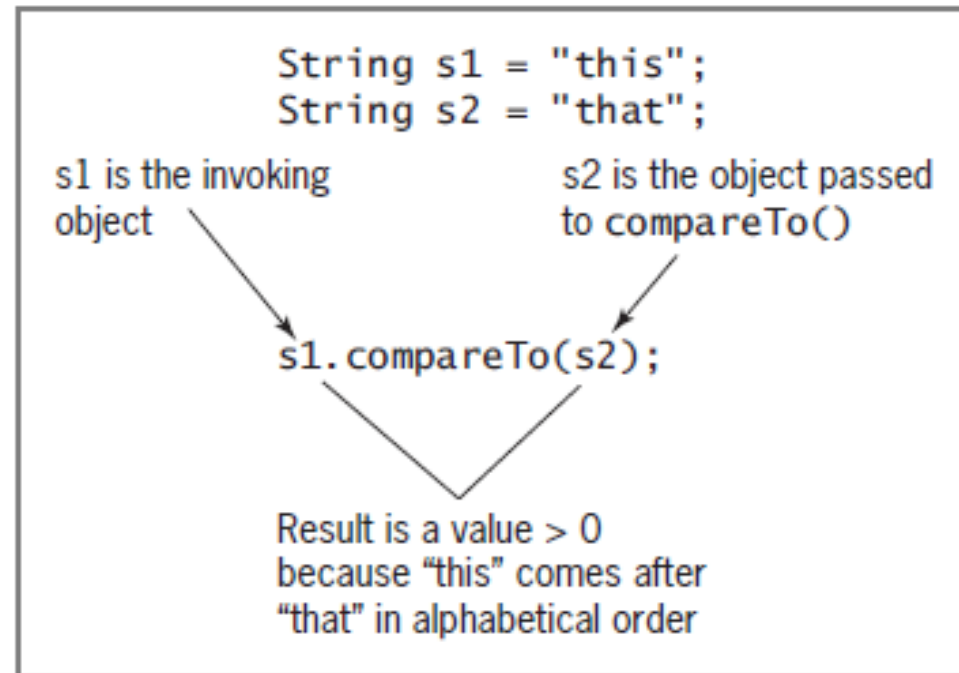 String s1 = "this";
String s2 = "that";
s1 is the invoking
object
s2 is the object passed
to compareTo()
s1.compareTo(s2);
Result is a value > 0
because “this” comes after
“that” in alphabetical order